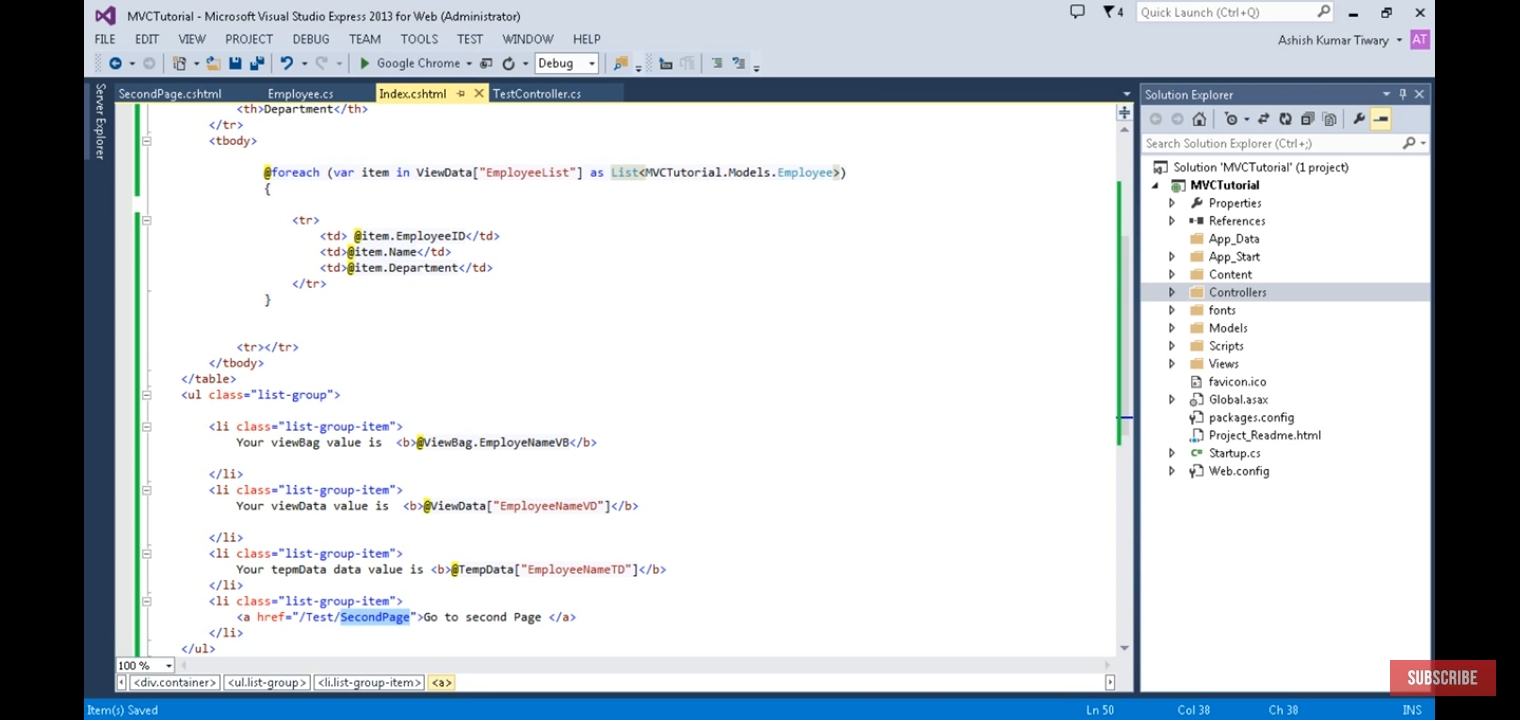 MVCTutorial - Microsoft Visual Studio Express 2013 for Web (Administrator)
4
Quick Launch (Ctrl+Q)
FILE EDIT VIEW PROJECT DEBUG TEAM TOOLS TEST WINDOW HELP
Ashish Kumar Tiwary AT
Google Chrome Debug
Server Explorer
SecondPage.cshtml Employee.cs Index.cshtml TestController.cs
<th>Department</th>
</tr>
<tbody>
@foreach (var item in ViewData["EmployeeList"] as List<MVCTutorial.Models.Employee>)
{
<tr>
<td> @item.EmployeeID</td>
<td>@item.Name</td>
<td>@item.Department</td>
</tr>
}
<tr></tr>
</tbody>
</table>
<ul class="list-group">
<li class="list-group-item">
Your viewBag value is <b>@ViewBag.EmployeNameVB</b>
</li>
<li class="list-group-item">
Your viewData value is <b>@ViewData["EmployeeNameVD"]</b>
</li>
<li class="list-group-item">
Your tepmData data value is <b>@TempData["EmployeeNameTD"]</b>
</li>
<li class="list-group-item">
<a href="/Test/SecondPage">Go to second Page </a>
</li>
</ul>
100 %
<div.container> <ul.list-group> <li.list-group-item> <a>
Solution Explorer
Search Solution Explorer (Ctrl+;)
Solution 'MVCTutorial' (1 project)
MVCTutorial
Properties
References
App_Data
App_Start
Content
Controllers
fonts
Models
Scripts
Views
favicon.ico
Global.asax
packages.config
Project_Readme.html
C# Startup.cs
Web.config
SUBSCRIBE
Item(s) Saved
Ln 50 Col 38 Ch 38 INS